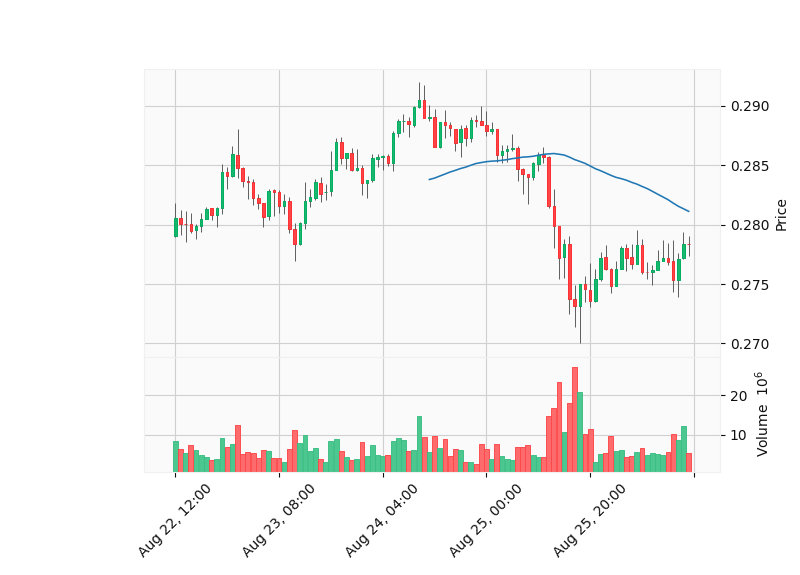 0.290
0.285
0.280
0.275
0.270
Price
20
10
Volume 10^6
Aug 22, 12:00
Aug 23, 08:00
Aug 24, 04:00
Aug 25, 00:00
Aug 25, 20:00